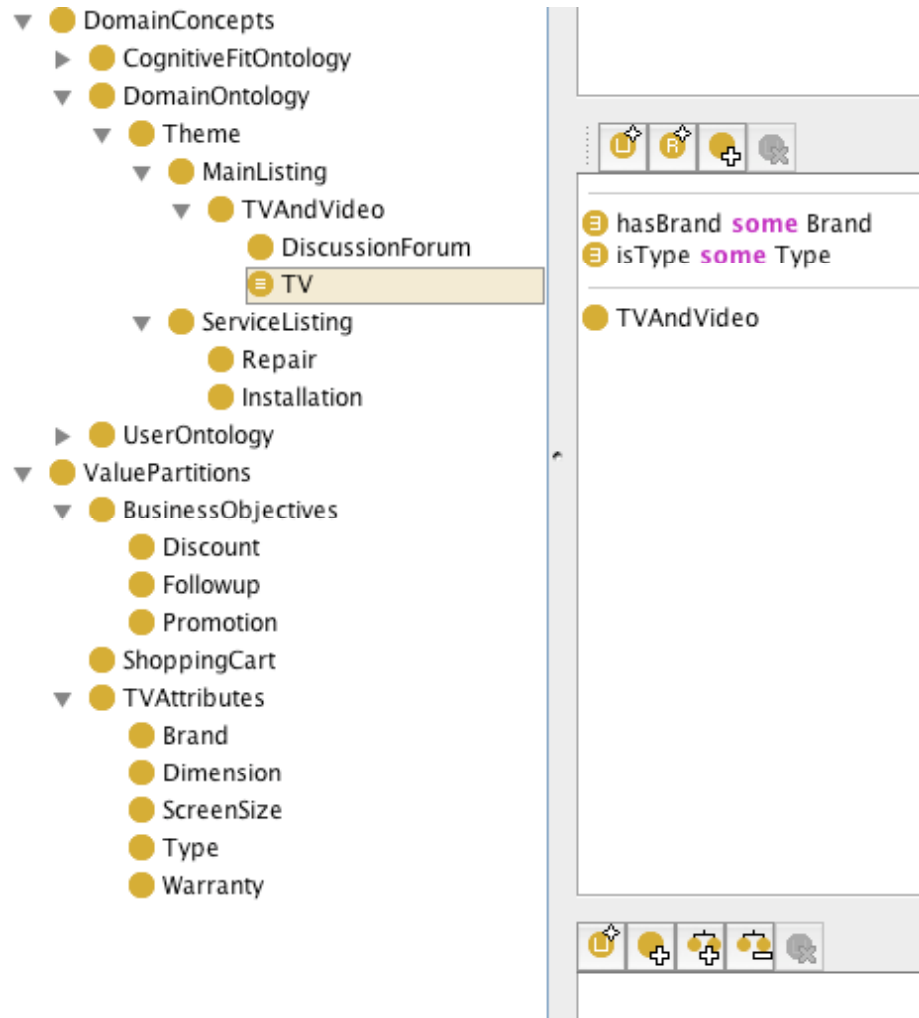 DomainConcepts
CognitiveFitOntology
DomainOntology
Theme
MainListing
TVAndVideo
DiscussionForum
TV
ServiceListing
Repair
Installation
UserOntology
ValuePartitions
BusinessObjectives
Discount
Followup
Promotion
ShoppingCart
TVAttributes
Brand
Dimension
ScreenSize
Type
Warranty
hasBrand some Brand
isType some Type
TVAndVideo